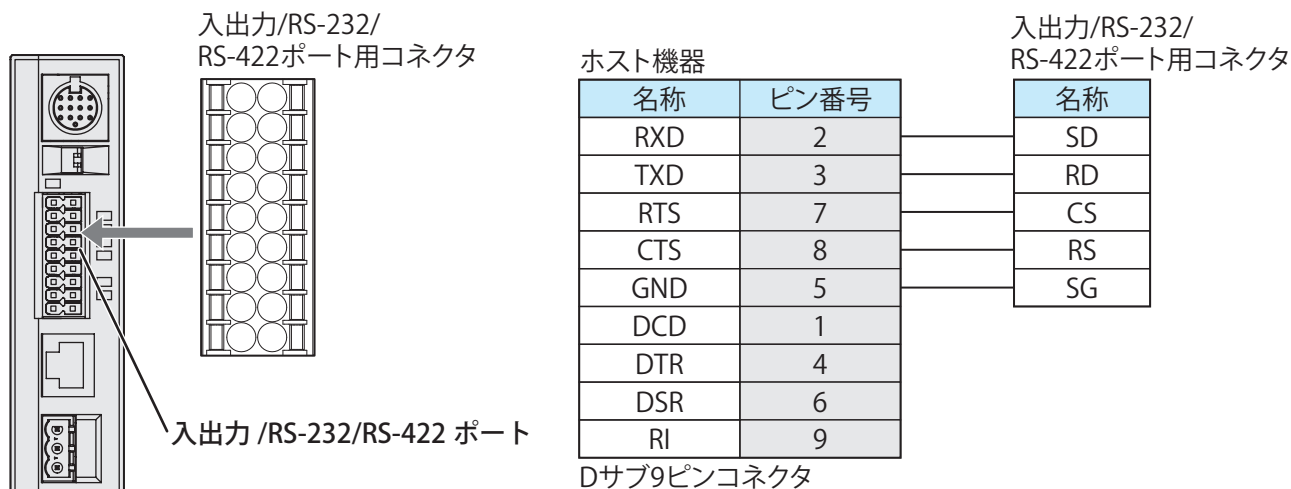 入出力/RS-232/
RS-422ポート用コネクタ
入出力 /RS-232/RS-422 ポート
ホスト機器
名称 ピン番号
RXD 2
TXD 3
RTS 7
CTS 8
GND 5
DCD 1
DTR 4
DSR 6
RI 9
Dサブ9ピンコネクタ
入出力/RS-232/
RS-422ポート用コネクタ
名称
SD
RD
CS
RS
SG